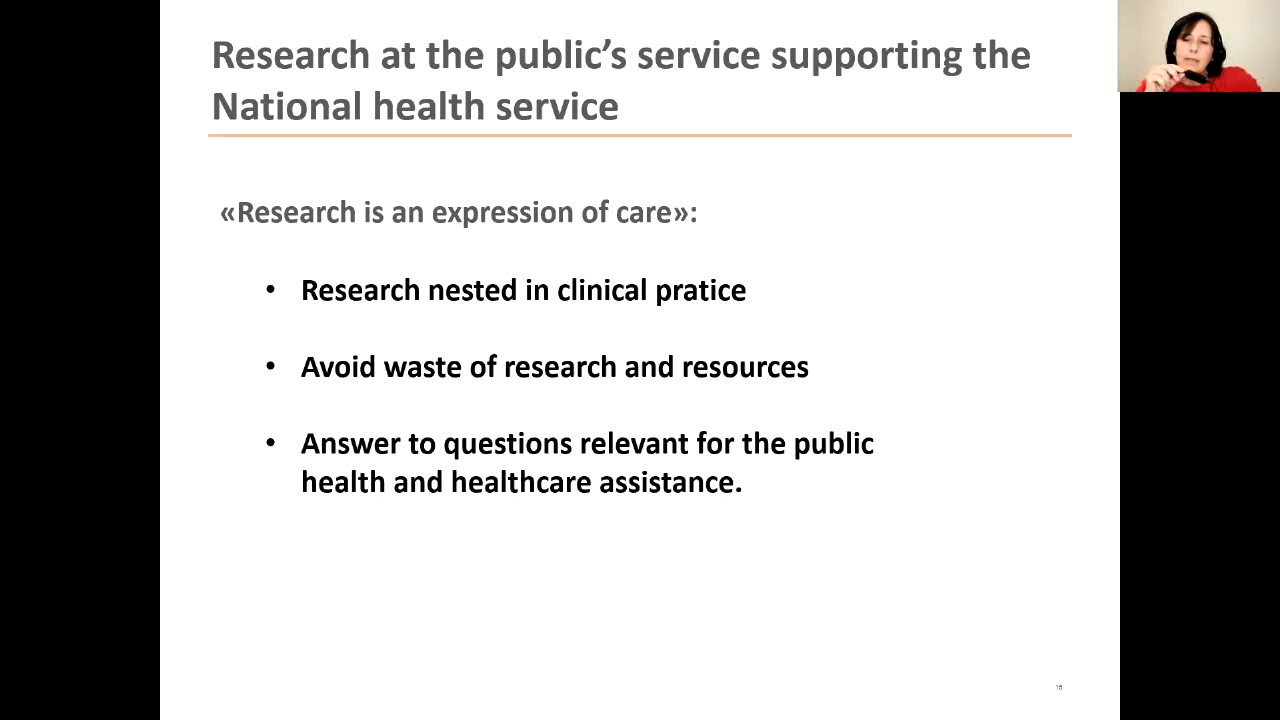 Research at the public’s service supporting the
National health service
«Research is an expression of care»:
• Research nested in clinical pratice
• Avoid waste of research and resources
• Answer to questions relevant for the public
health and healthcare assistance.
15